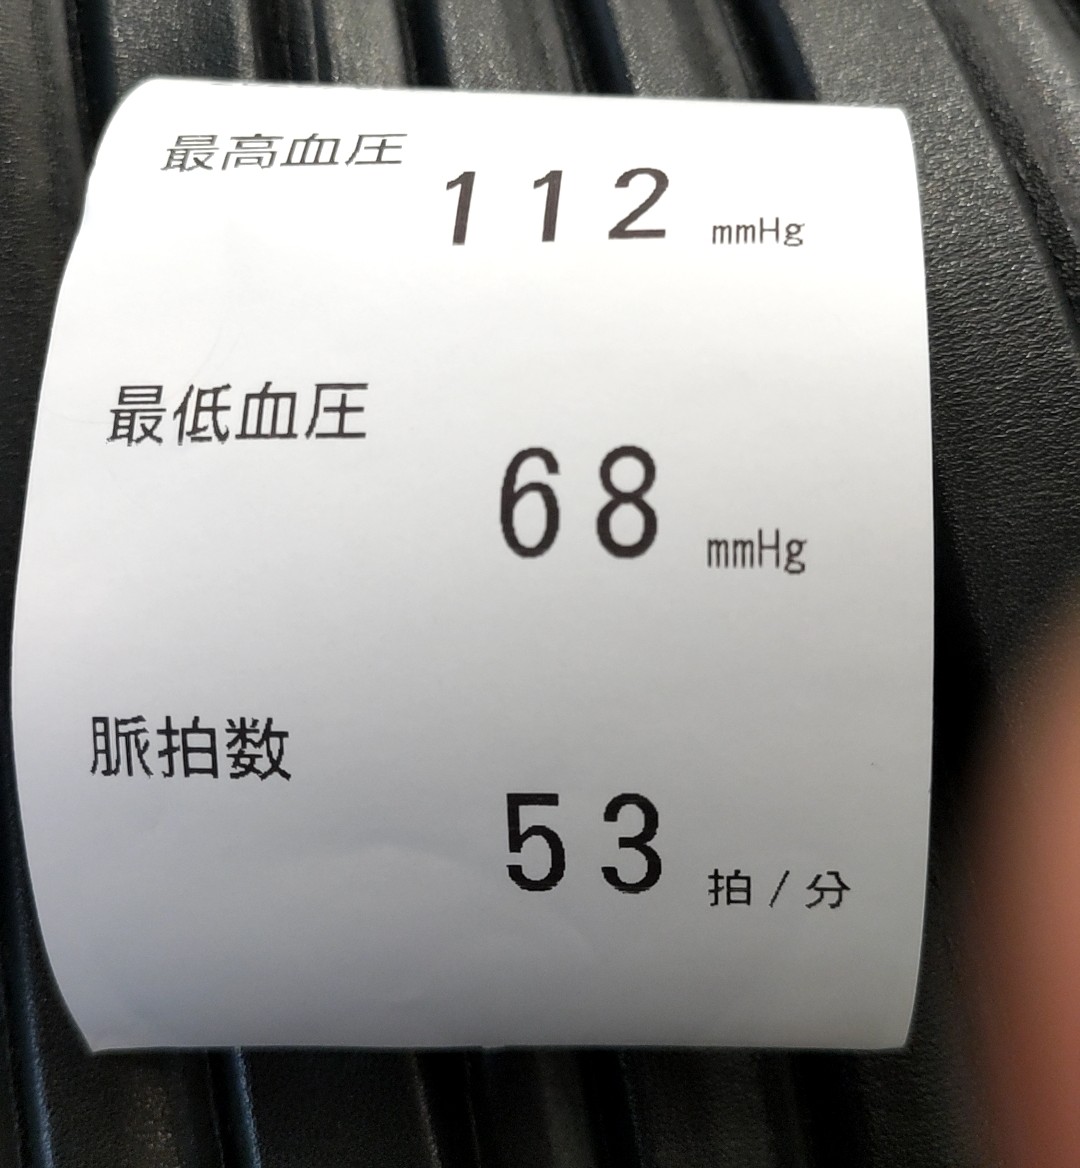 最高血圧
112 mmHg
最低血圧
68 mmHg
脈拍数
53 拍/分